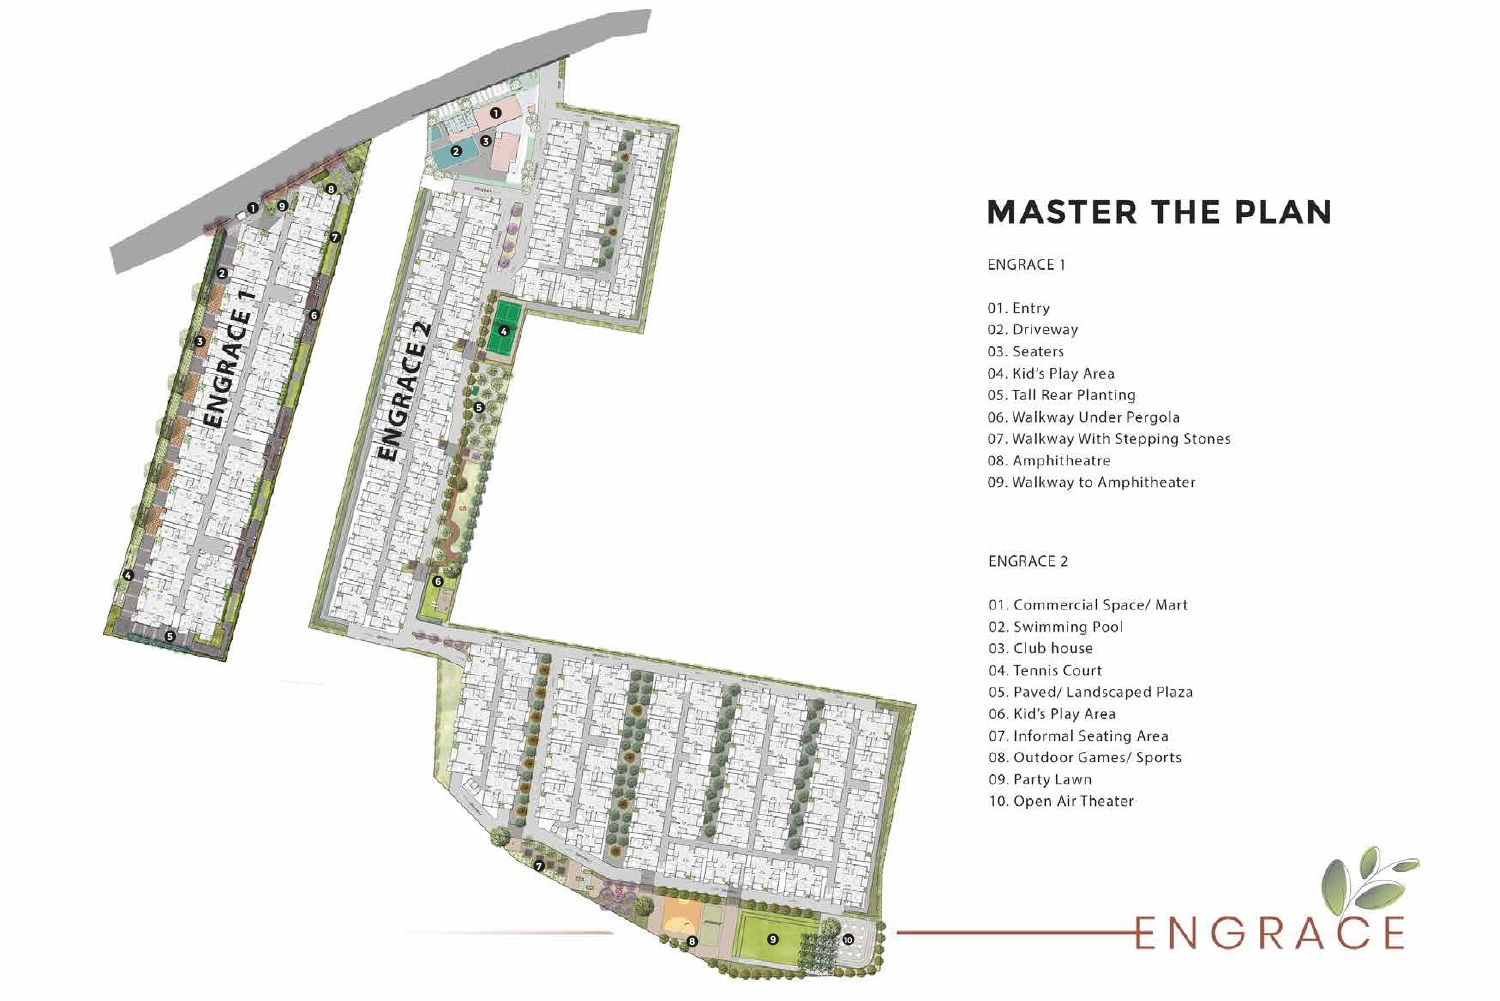 MASTER THE PLAN
ENGRACE 1
01. Entry
02. Driveway
03. Seaters
04. Kid's Play Area
05. Tall Rear Planting
06. Walkway Under Pergola
07. Walkway With Stepping Stones
08. Amphitheatre
09. Walkway to Amphitheater
ENGRACE 2
01. Commercial Space/ Mart
02. Swimming Pool
03. Club house
04. Tennis Court
05. Paved/ Landscaped Plaza
06. Kid's Play Area
07. Informal Seating Area
08. Outdoor Games/ Sports
09. Party Lawn
10. Open Air Theater
ENGRACE
ENGRACE 1
1
2
3
4
5
6
7
8
9
ENGRACE 2
1
2
3
4
5
6
7
8
9
10